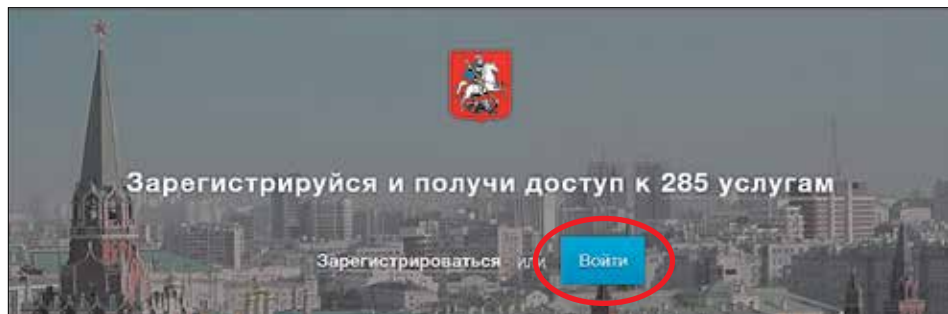 Зарегистрируйся и получи доступ к 285 услугам
Зарегистрироваться или Войти